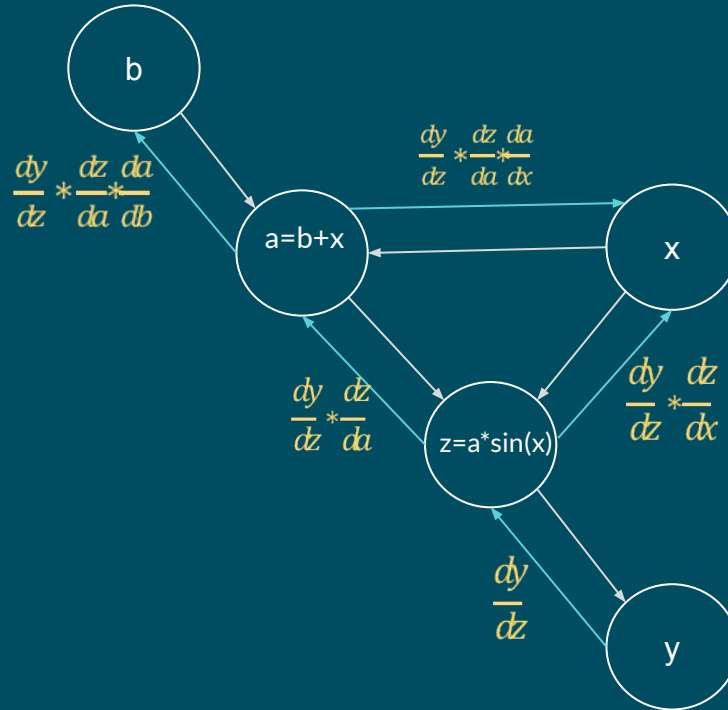 b
dy/dz * dz/da * da/dx
dy/dz * dz/da * da/db
a=b+x
x
dy/dz * dz/da
dy/dz * dz/dx
z=a*sin(x)
dy/dz
y